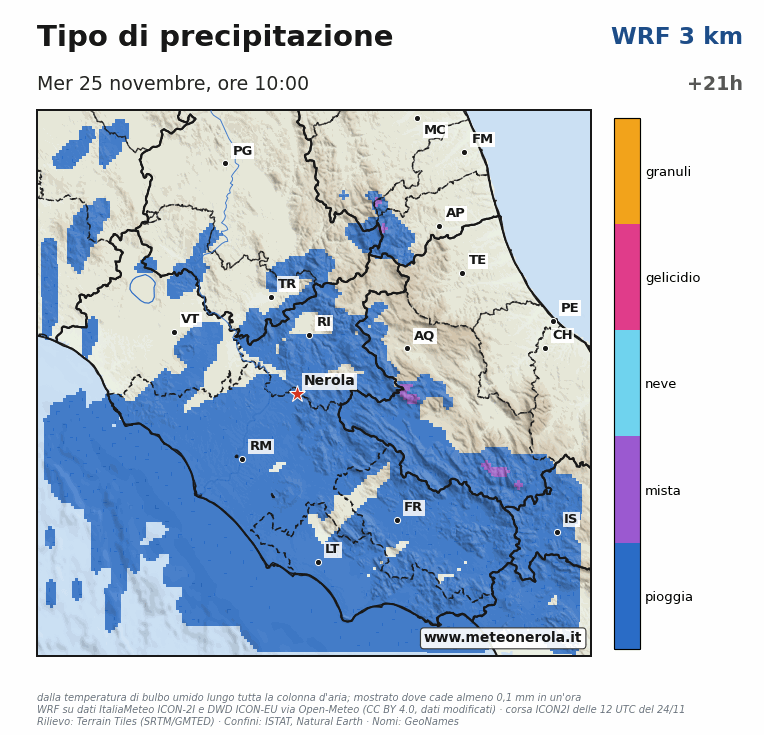 Tipo di precipitazione
WRF 3 km
Mer 25 novembre, ore 10:00
+21h
MC
FM
PG
AP
TE
TR
PE
VT
RI
CH
AQ
Nerola
RM
FR
IS
LT
www.meteonerola.it
granuli
gelicidio
neve
mista
pioggia
dalla temperatura di bulbo umido lungo tutta la colonna d'aria; mostrato dove cade almeno 0,1 mm in un'ora
WRF su dati ItaliaMeteo ICON-2I e DWD ICON-EU via Open-Meteo (CC BY 4.0, dati modificati) · corsa ICON2I delle 12 UTC del 24/11
Rilievo: Terrain Tiles (SRTM/GMTED) · Confini: ISTAT, Natural Earth · Nomi: GeoNames